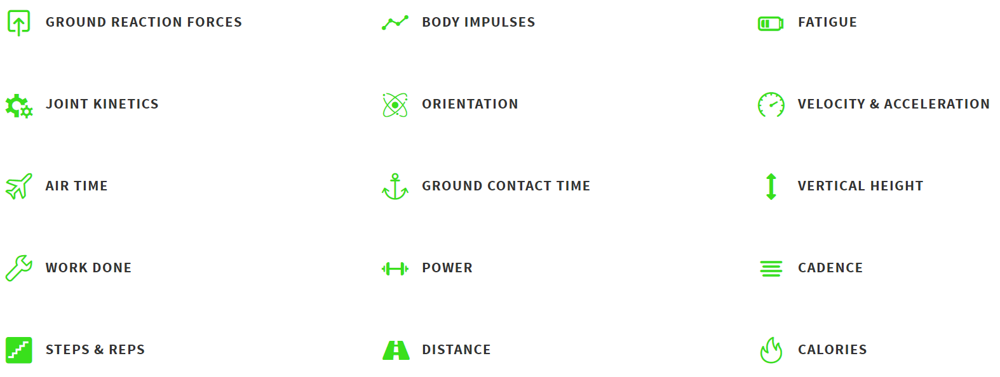 GROUND REACTION FORCES
BODY IMPULSES
FATIGUE
JOINT KINETICS
ORIENTATION
VELOCITY & ACCELERATION
AIR TIME
GROUND CONTACT TIME
VERTICAL HEIGHT
WORK DONE
POWER
CADENCE
STEPS & REPS
DISTANCE
CALORIES